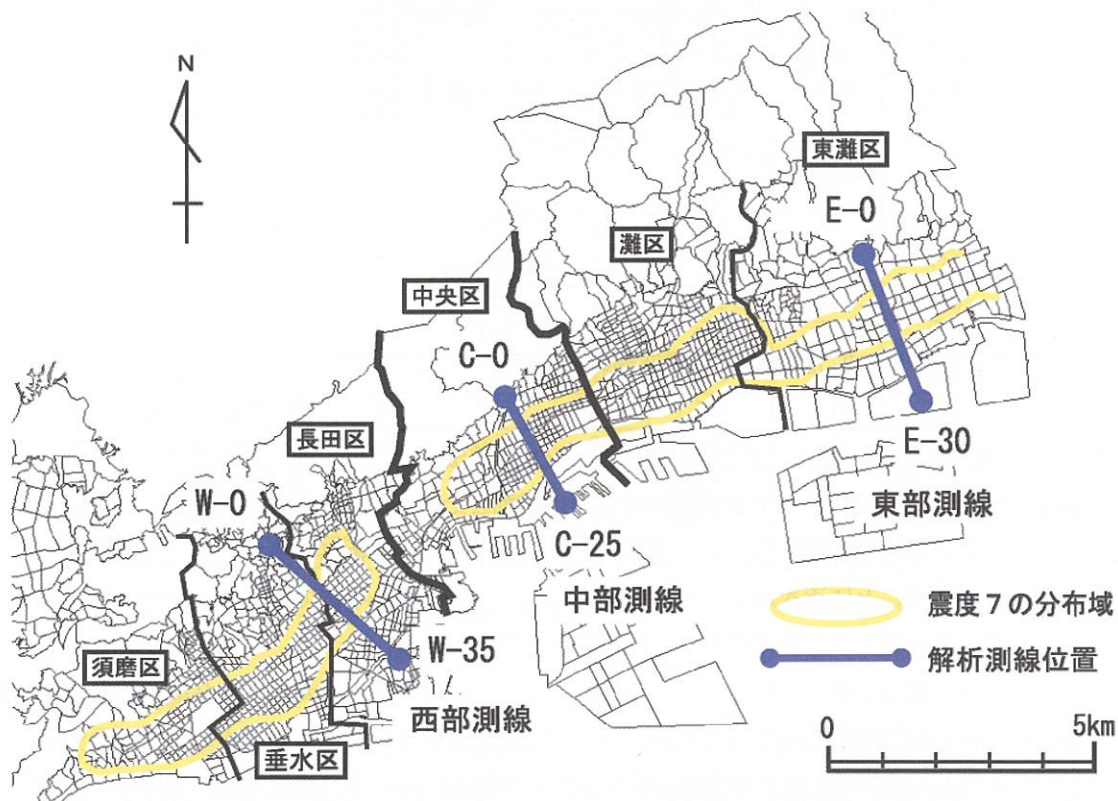 N
東灘区
E-0
灘区
中央区
C-0
長田区
W-0
E-30
東部測線
C-25
中部測線
震度7の分布域
W-35
解析測線位置
須磨区
西部測線
垂水区
0
5km